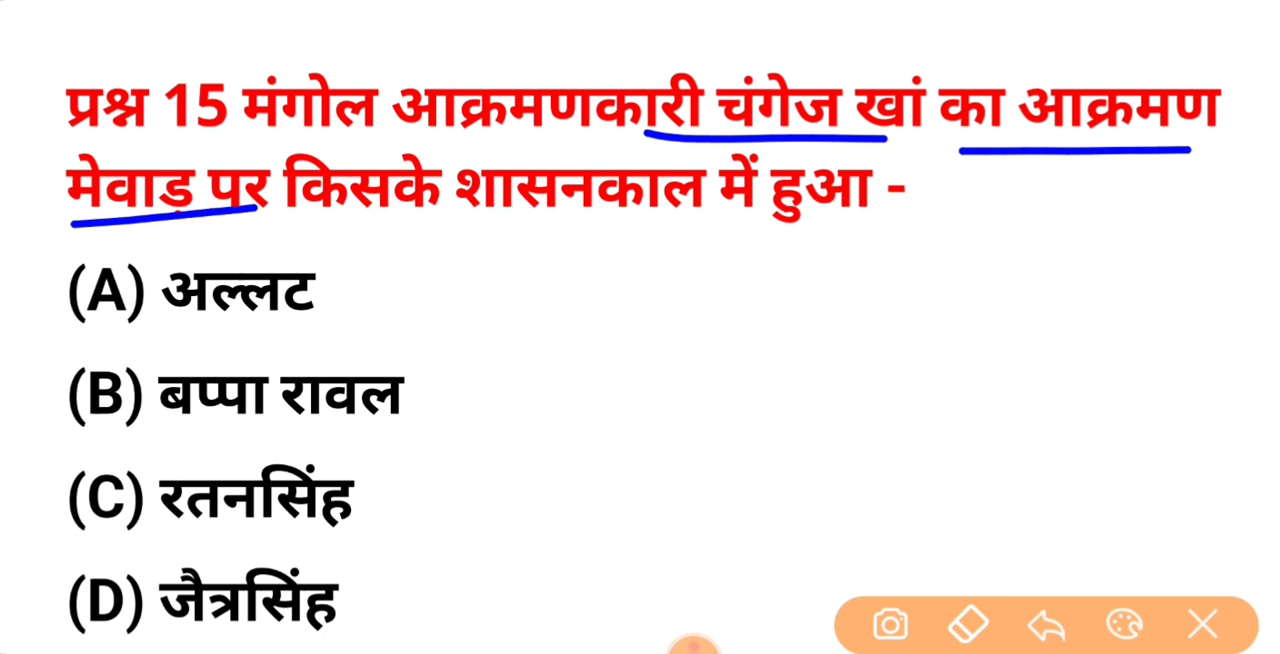 प्रश्न 15 मंगोल आक्रमणकारी चंगेज खां का आक्रमण
मेवाड़ पर किसके शासनकाल में हुआ -
(A) अल्लट
(B) बप्पा रावल
(C) रतनसिंह
(D) जैत्रसिंह